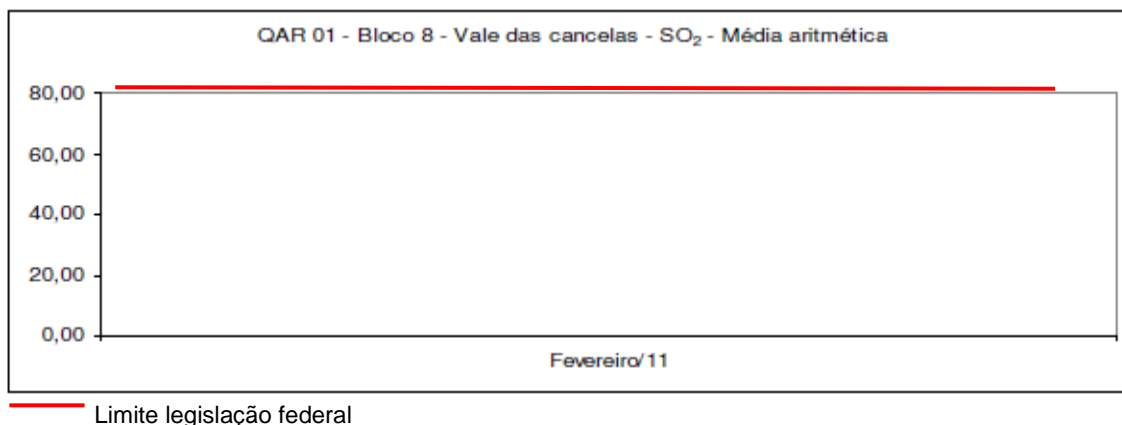 QAR 01 - Bloco 8 - Vale das cancelas - SO₂ - Média aritmética
80,00
60,00
40,00
20,00
0,00
Fevereiro/11
Limite legislação federal